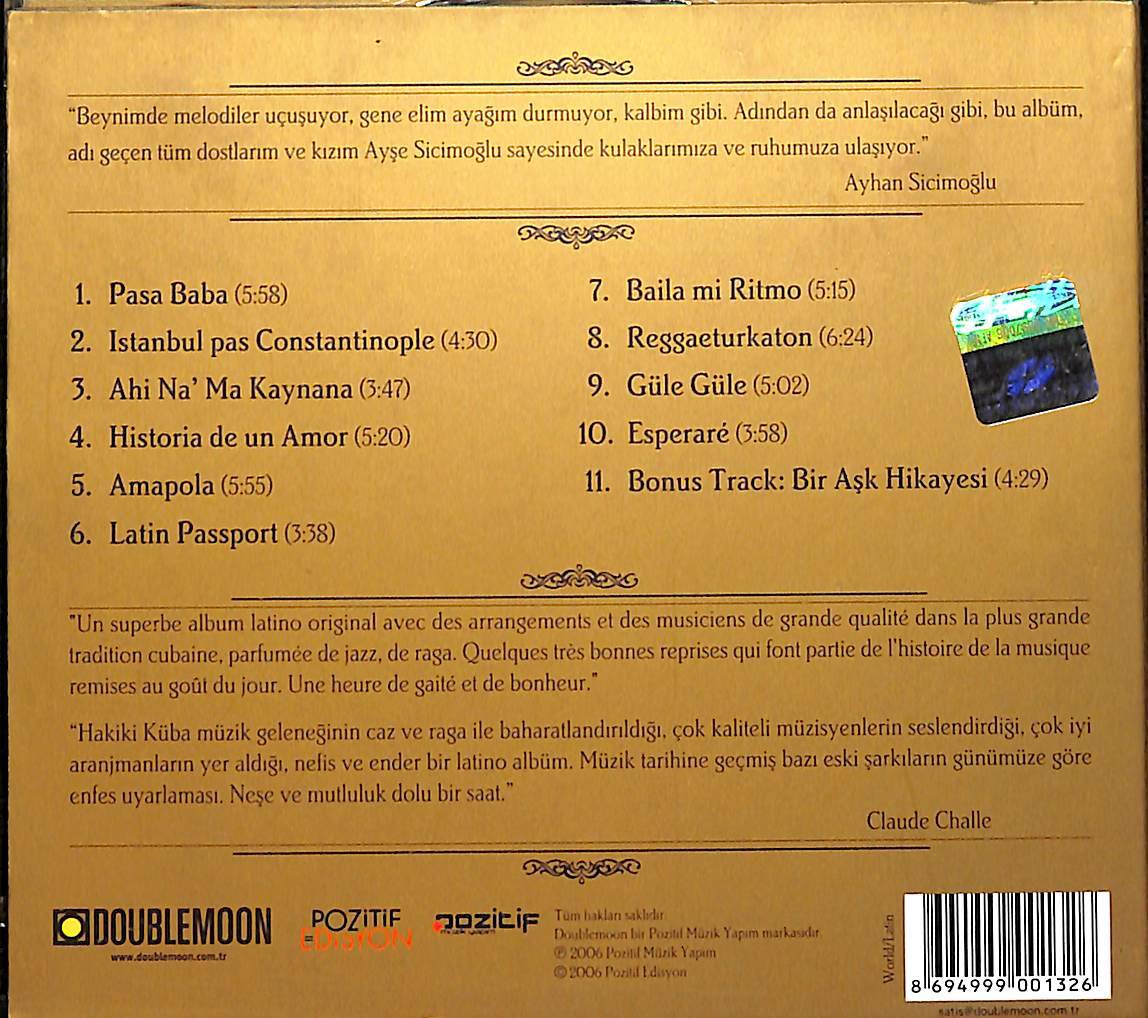 “Beynimde melodiler uçuşuyor, gene elim ayağım durmuyor, kalbim gibi. Adından da anlaşılacağı gibi, bu albüm,
adı geçen tüm dostlarım ve kızım Ayşe Sicimoğlu sayesinde kulaklarımıza ve ruhumuza ulaşıyor.”
Ayhan Sicimoğlu
1. Pasa Baba (5:58)
2. Istanbul pas Constantinople (4:30)
3. Ahi Na’ Ma Kaynana (3:47)
4. Historia de un Amor (5:20)
5. Amapola (5:55)
6. Latin Passport (3:38)
7. Baila mi Ritmo (5:15)
8. Reggaeturkaton (6:24)
9. Güle Güle (5:02)
10. Esperaré (3:58)
11. Bonus Track: Bir Aşk Hikayesi (4:29)
"Un superbe album latino original avec des arrangements et des musiciens de grande qualité dans la plus grande
tradition cubaine, parfumée de jazz, de raga. Quelques très bonnes reprises qui font partie de l'histoire de la musique
remises au goût du jour. Une heure de gaité et de bonheur."
“Hakiki Küba müzik geleneğinin caz ve raga ile baharatlandırıldığı, çok kaliteli müzisyenlerin seslendirdiği, çok iyi
aranjmanların yer aldığı, nefis ve ender bir latino albüm. Müzik tarihine geçmiş bazı eski şarkıların günümüze göre
enfes uyarlaması. Neşe ve mutluluk dolu bir saat.”
Claude Challe
DOUBLEMOON
www.doublemoon.com.tr
POZİTİF
EDİSYON
pozitif
müzik yapım
Tüm hakları saklıdır.
Doublemoon bir Pozitif Müzik Yapım markasıdır.
℗ 2006 Pozitif Müzik Yapım
© 2006 Pozitif Edisyon
World/Latin
8 694999 001326
satis@doublemoon.com.tr